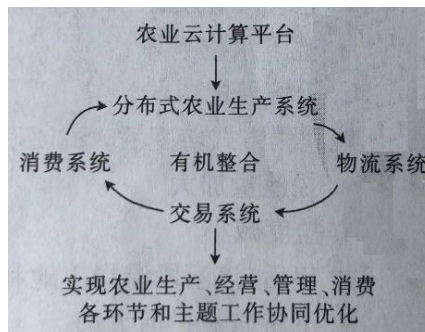 农业云计算平台
分布式农业生产系统
消费系统
有机整合
物流系统
交易系统
实现农业生产、经营、管理、消费
各环节和主题工作协同优化